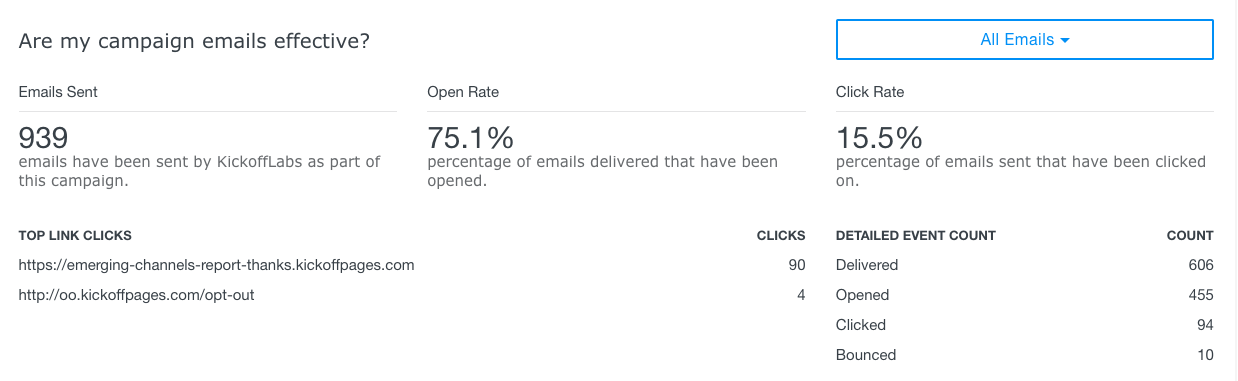 Are my campaign emails effective?
All Emails
Emails Sent
Open Rate
Click Rate
939
emails have been sent by KickoffLabs as part of
this campaign.
75.1%
percentage of emails delivered that have been
opened.
15.5%
percentage of emails sent that have been clicked
on.
TOP LINK CLICKS CLICKS
https://emerging-channels-report-thanks.kickoffpages.com 90
http://oo.kickoffpages.com/opt-out 4
DETAILED EVENT COUNT COUNT
Delivered 606
Opened 455
Clicked 94
Bounced 10